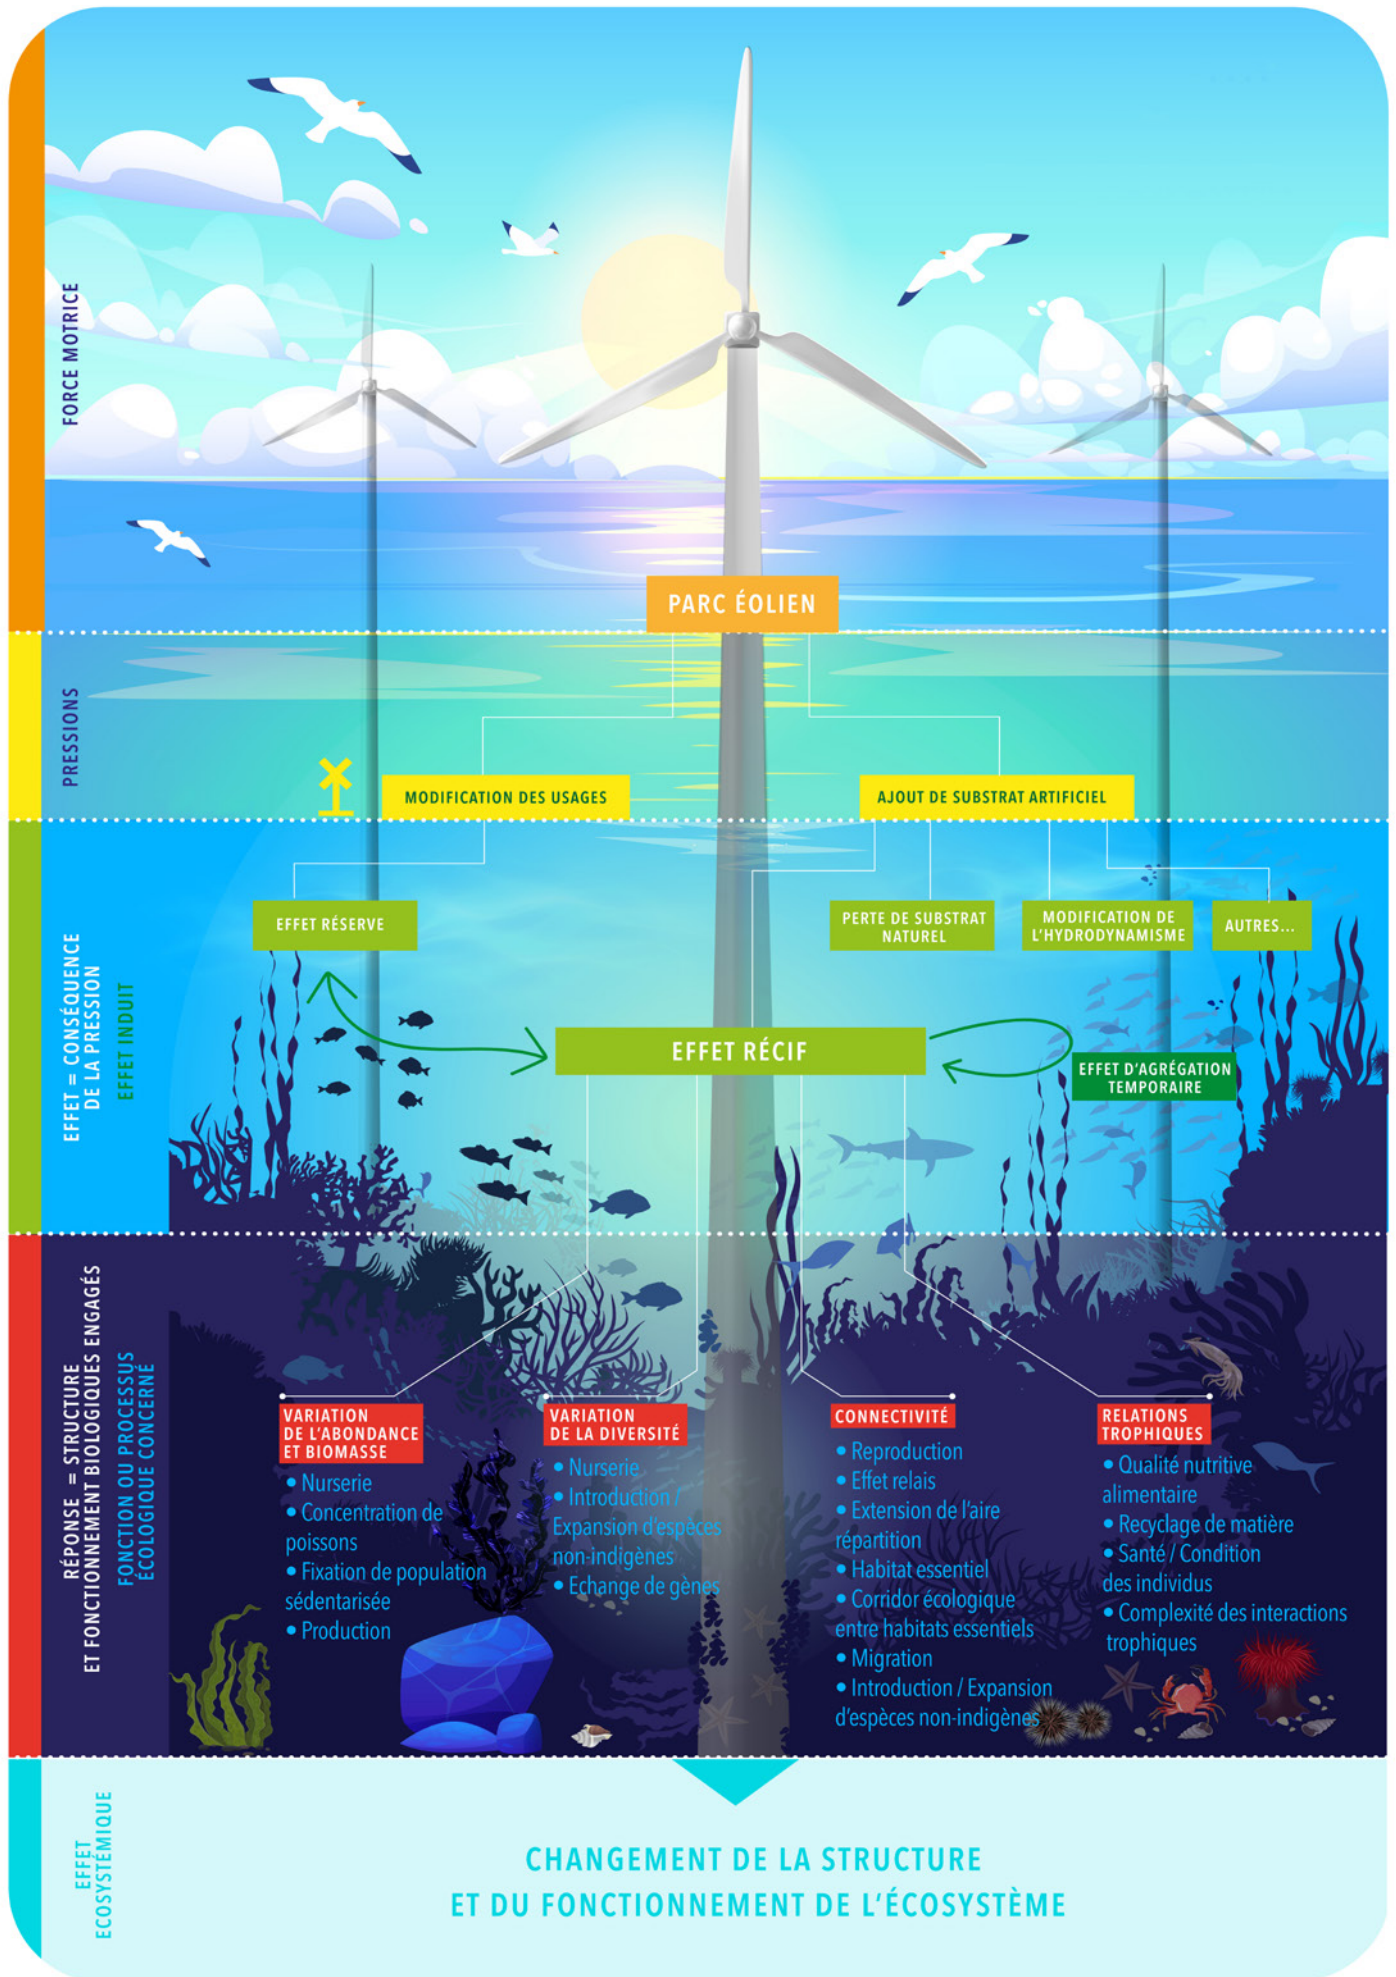 FORCE MOTRICE
PARC ÉOLIEN
PRESSIONS
MODIFICATION DES USAGES
AJOUT DE SUBSTRAT ARTIFICIEL
EFFET = CONSÉQUENCE
DE LA PRESSION
EFFET INDUIT
EFFET RÉSERVE
PERTE DE SUBSTRAT
NATUREL
MODIFICATION DE
L'HYDRODYNAMISME
AUTRES...
EFFET RÉCIF
EFFET D'AGRÉGATION
TEMPORAIRE
RÉPONSE = STRUCTURE
ET FONCTIONNEMENT BIOLOGIQUES ENGAGÉS
FONCTION OU PROCESSUS
ÉCOLOGIQUE CONCERNÉ
VARIATION
DE L'ABONDANCE
ET BIOMASSE
• Nurserie
• Concentration de
poissons
• Fixation de population
sédentarisée
• Production
VARIATION
DE LA DIVERSITÉ
• Nurserie
• Introduction /
Expansion d'espèces
non-indigènes
• Echange de gènes
CONNECTIVITÉ
• Reproduction
• Effet relais
• Extension de l'aire
répartition
• Habitat essentiel
• Corridor écologique
entre habitats essentiels
• Migration
• Introduction / Expansion
d'espèces non-indigènes
RELATIONS
TROPHIQUES
• Qualité nutritive
alimentaire
• Recyclage de matière
• Santé / Condition
des individus
• Complexité des interactions
trophiques
EFFET
ECOSYSTÉMIQUE
CHANGEMENT DE LA STRUCTURE
ET DU FONCTIONNEMENT DE L'ÉCOSYSTÈME